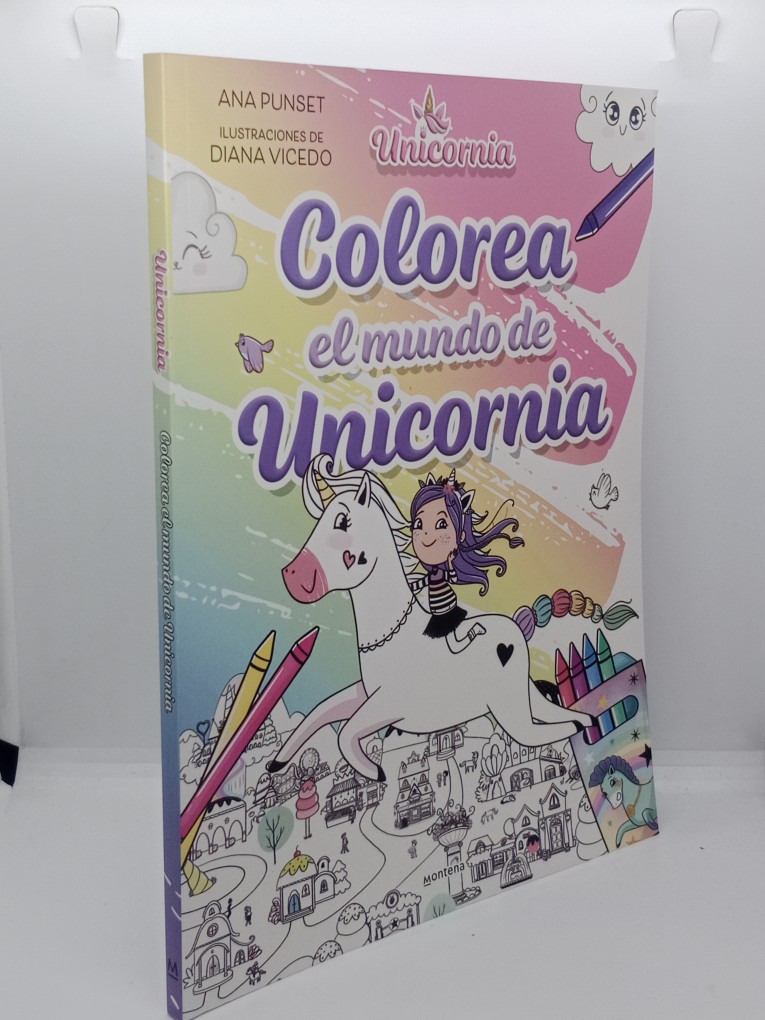 ANA PUNSET
ILUSTRACIONES DE
DIANA VICEDO
Unicornia
Colorea
el mundo de
Unicornia
Montena
Unicornia
Colorea el mundo de Unicornia
M